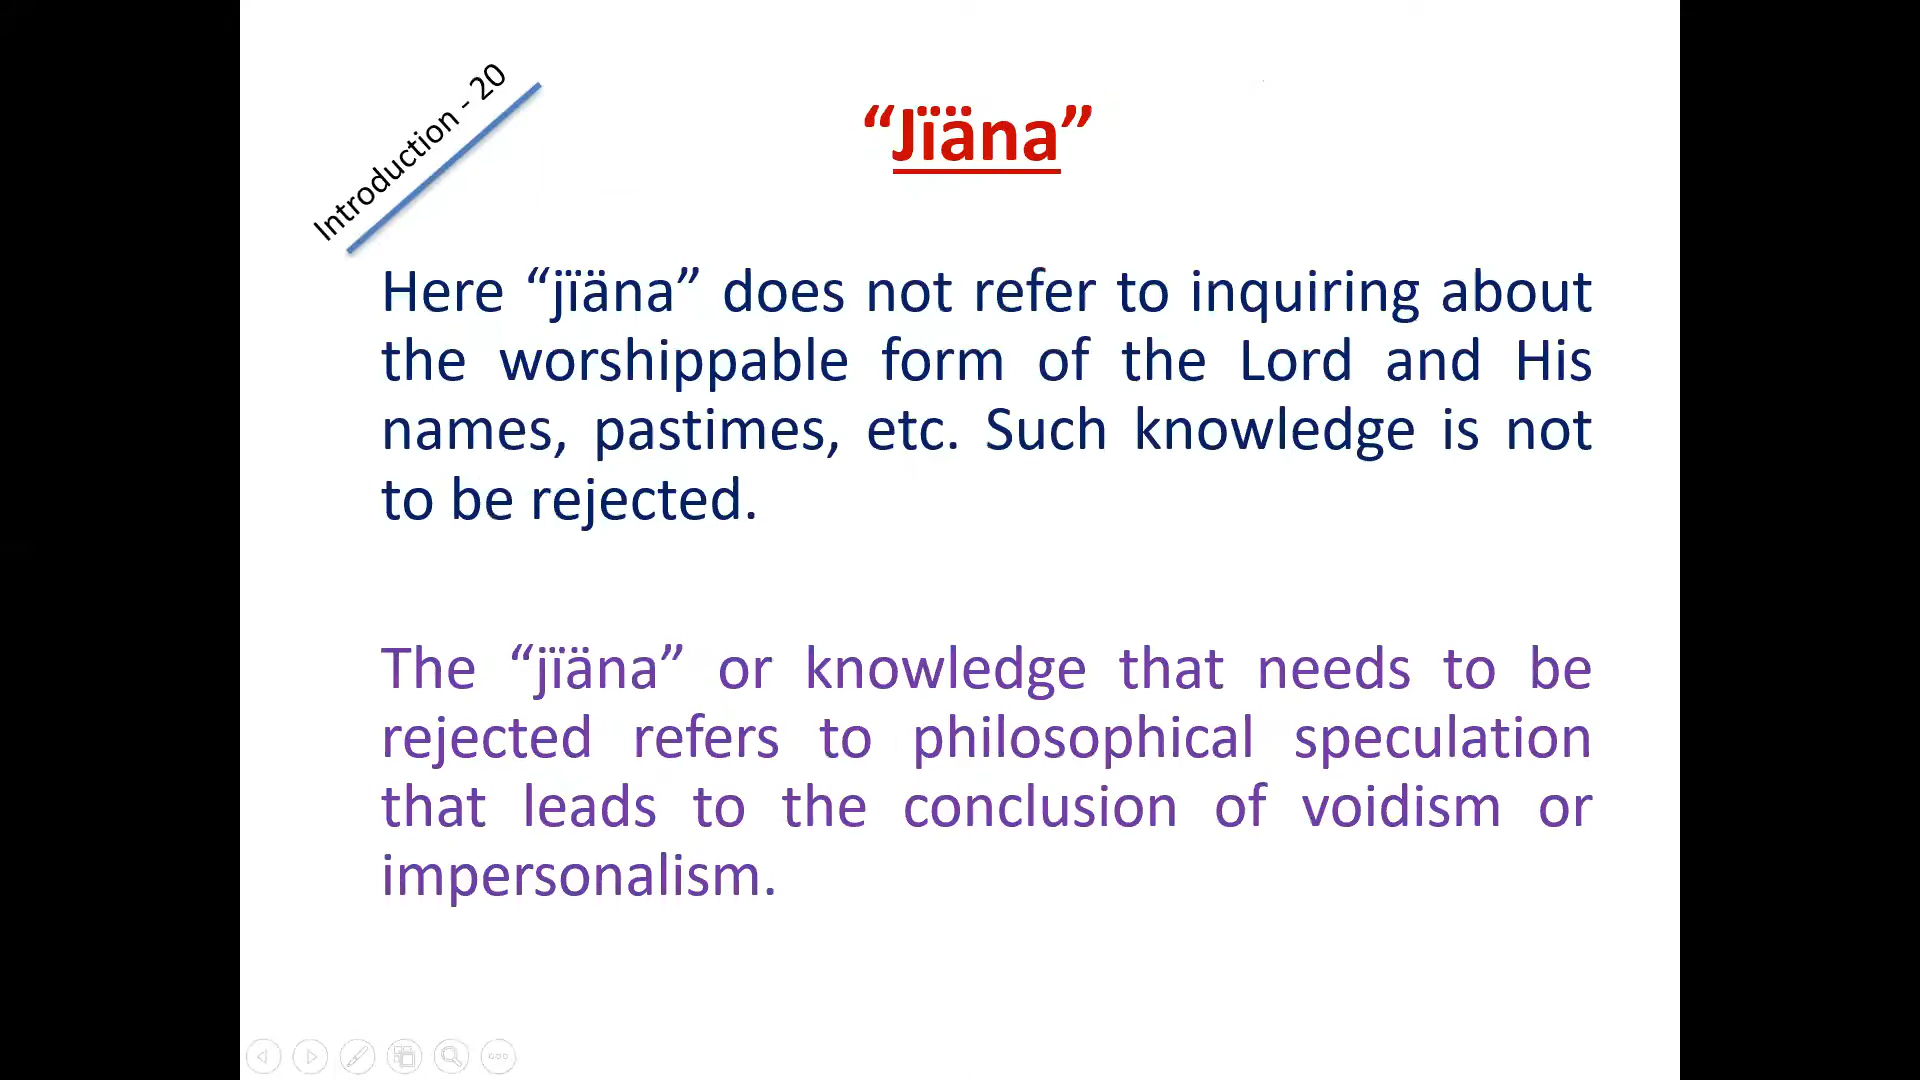 Introduction - 20
“Jïäna”
Here “jïäna” does not refer to inquiring about
the worshippable form of the Lord and His
names, pastimes, etc. Such knowledge is not
to be rejected.
The “jïäna” or knowledge that needs to be
rejected refers to philosophical speculation
that leads to the conclusion of voidism or
impersonalism.